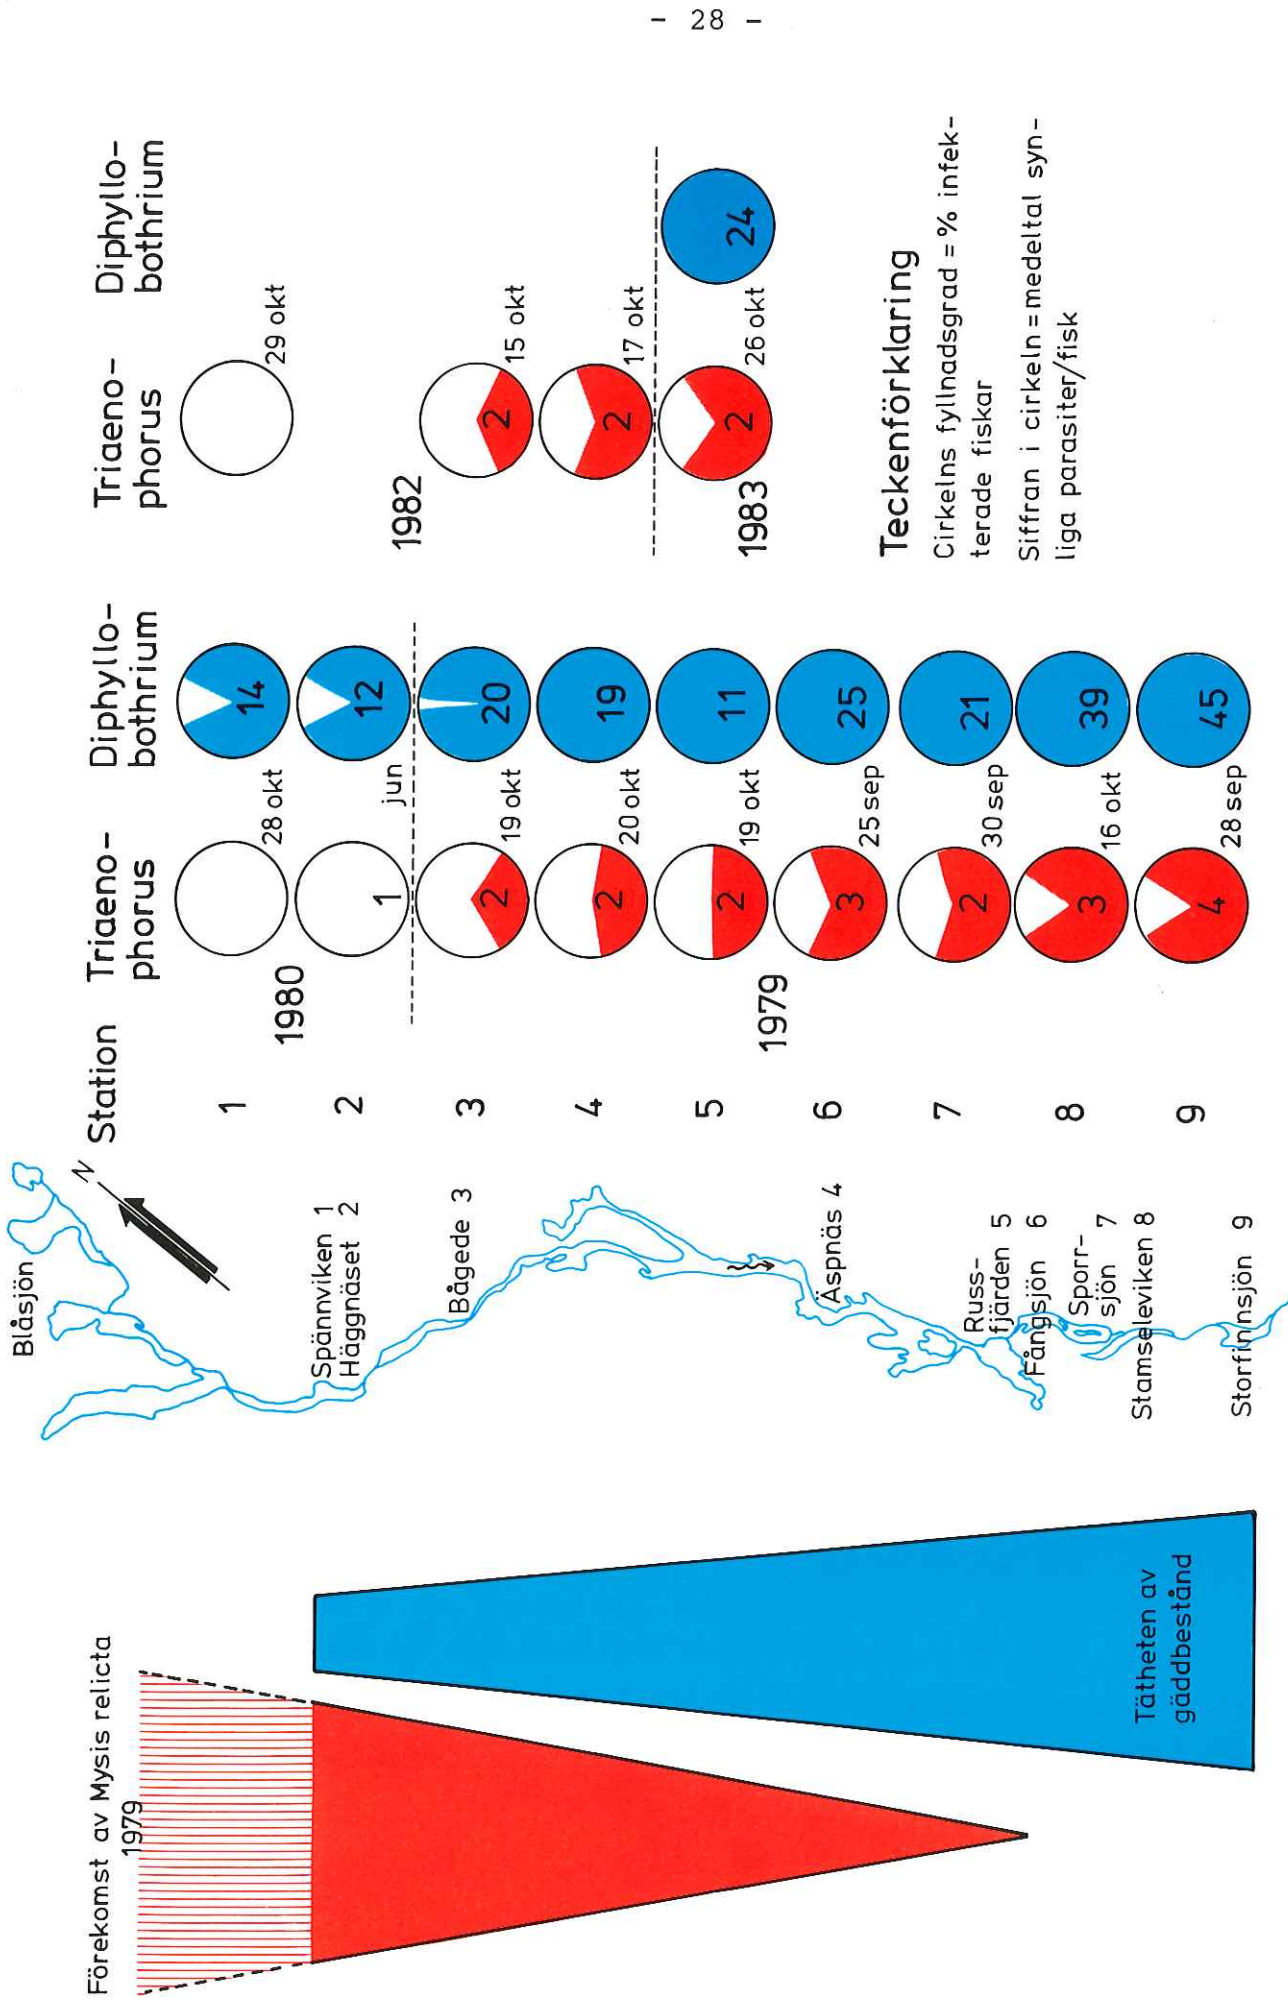 - 28 -
Förekomst av Mysis relicta
1979
Tätheten av
gäddbestånd
Blåsjön
N
Spännviken 1
Häggnäset 2
Bågede 3
Äspnäs 4
Russ-
fjärden 5
Fångsjön 6
Sporr-
sjön 7
Stamseleviken 8
Storfinnsjön 9
Station
1
2
3
4
5
6
7
8
9
Triaeno-
phorus
Diphyllo-
bothrium
1980
28 okt
14
1
jun
12
1979
2
19 okt
20
2
20 okt
19
2
19 okt
11
3
25 sep
25
2
30 sep
21
3
16 okt
39
4
28 sep
45
Triaeno-
phorus
Diphyllo-
bothrium
29 okt
1982
2
15 okt
2
17 okt
1983
2
26 okt
24
Teckenförklaring
Cirkelns fyllnadsgrad = % infek-
terade fiskar
Siffran i cirkeln = medeltal syn-
liga parasiter/fisk